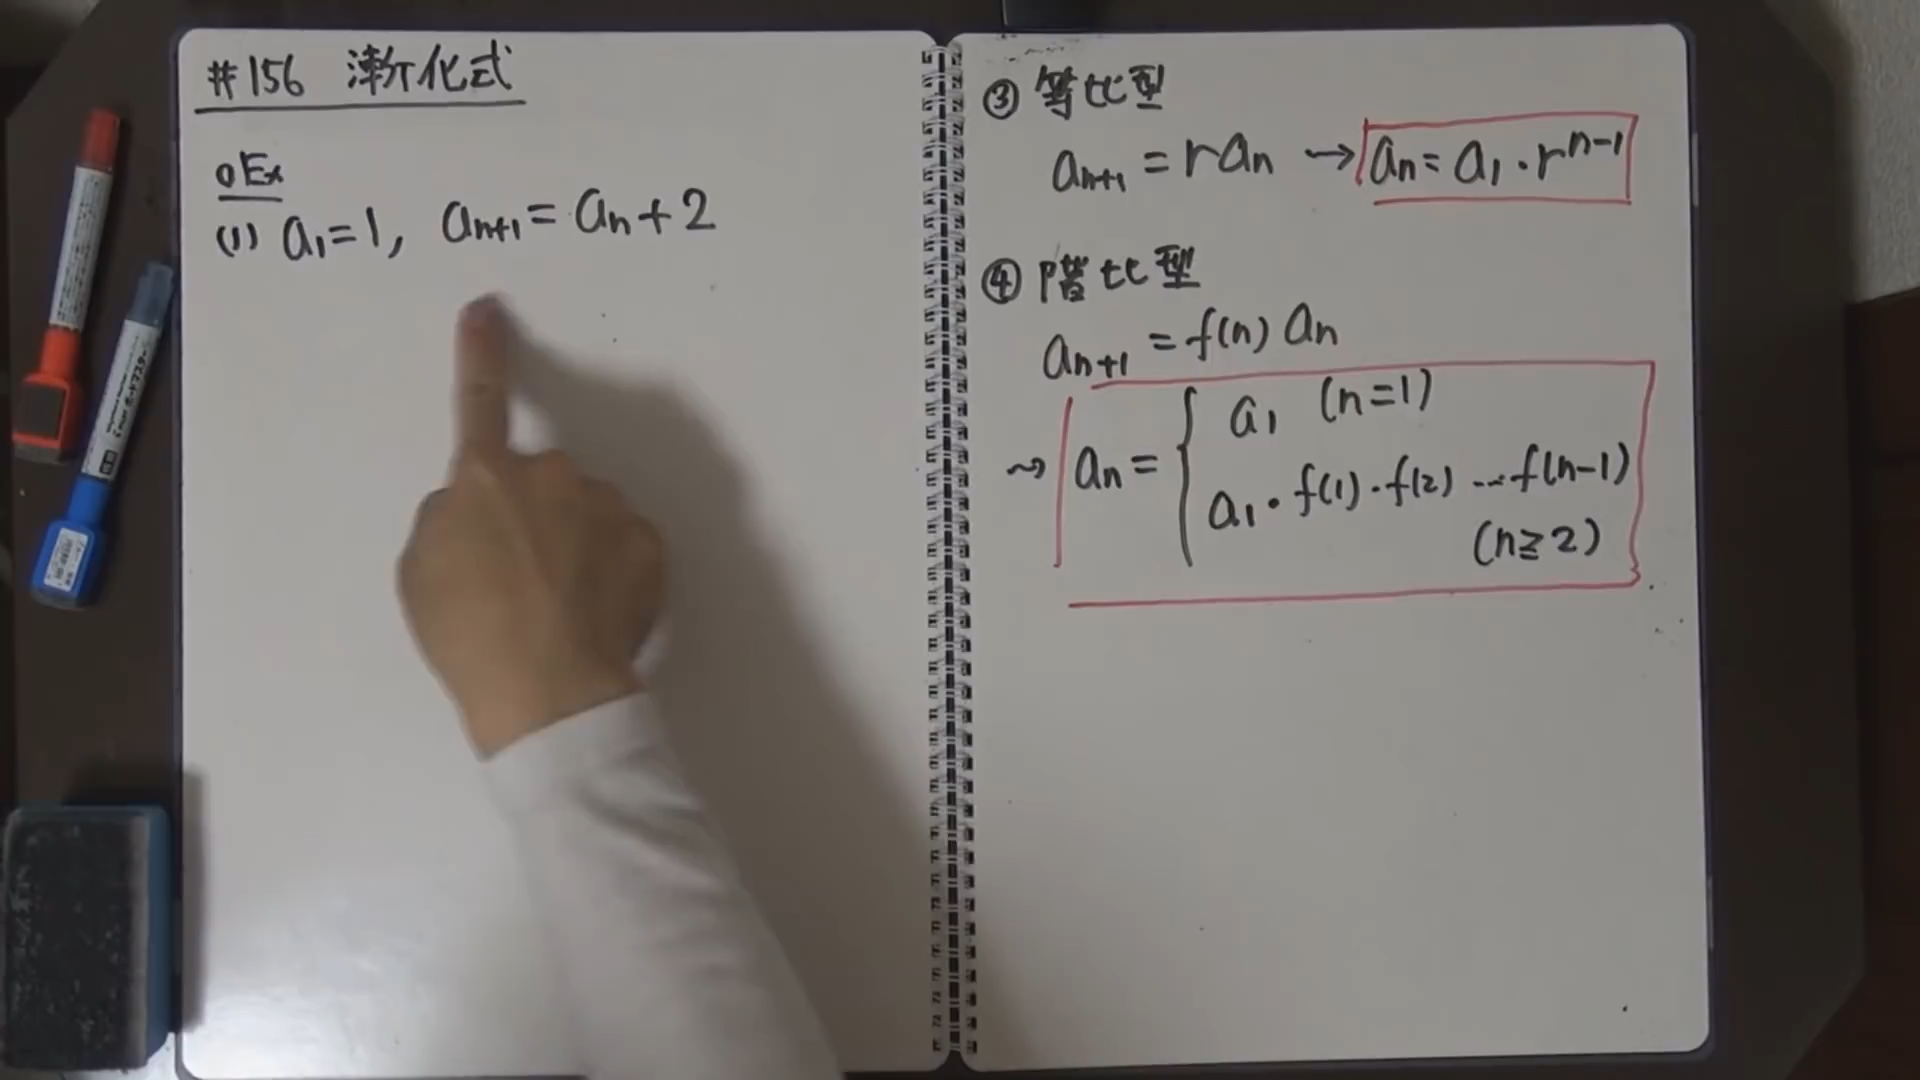 #156 漸化式
○Ex
(1) a₁=1, aₙ₊₁=aₙ+2
③ 等比型
aₙ₊₁=raₙ → aₙ=a₁・rⁿ⁻¹
④ 階比型
aₙ₊₁=f(n)aₙ
→ aₙ={ a₁ (n=1)
a₁・f(1)・f(2)…f(n-1)
(n≧2)